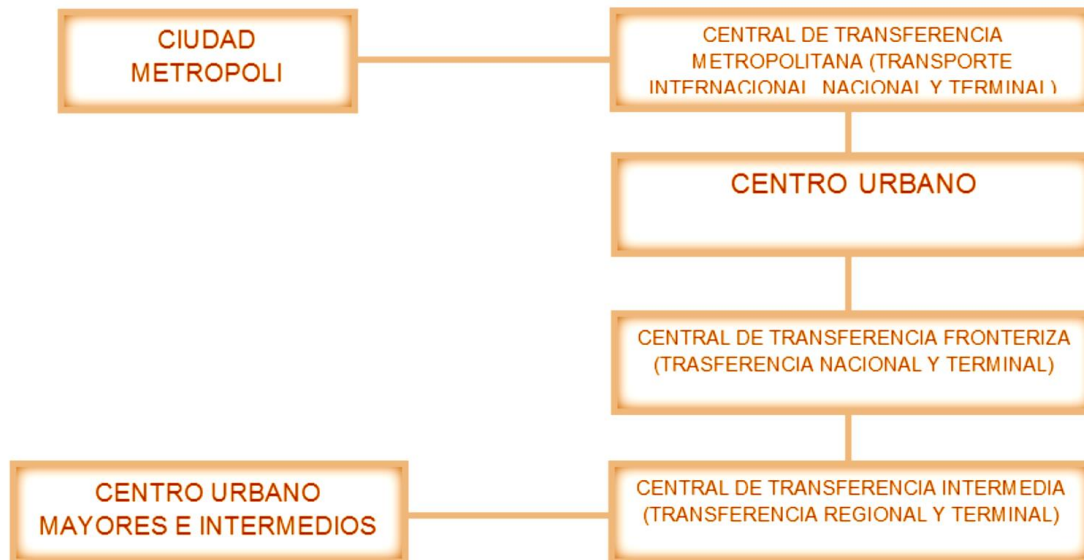 CIUDAD
METROPOLI
CENTRAL DE TRANSFERENCIA
METROPOLITANA (TRANSPORTE
INTERNACIONAL NACIONAL Y TERMINAL)
CENTRO URBANO
CENTRAL DE TRANSFERENCIA FRONTERIZA
(TRASFERENCIA NACIONAL Y TERMINAL)
CENTRO URBANO
MAYORES E INTERMEDIOS
CENTRAL DE TRANSFERENCIA INTERMEDIA
(TRANSFERENCIA REGIONAL Y TERMINAL)